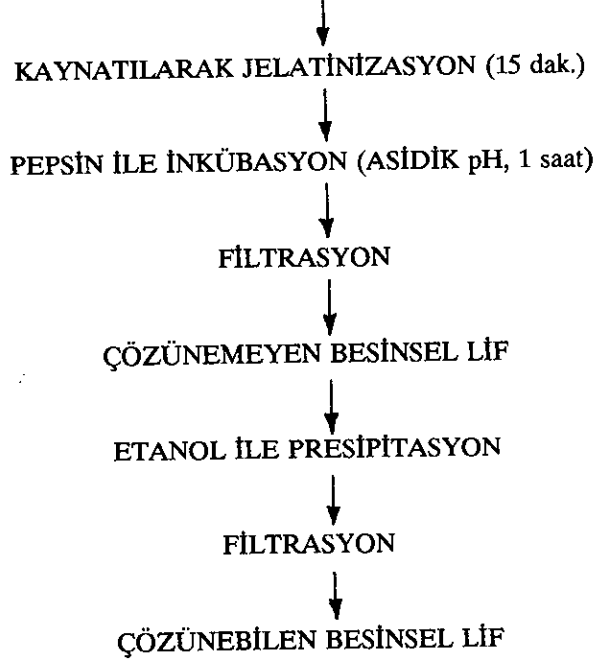 KAYNATILARAK JELATİNİZASYON (15 dak.)
PEPSİN İLE İNKÜBASYON (ASİDİK pH, 1 saat)
FİLTRASYON
ÇÖZÜNEMEYEN BESİNSEL LİF
ETANOL İLE PRESİPİTASYON
FİLTRASYON
ÇÖZÜNEBİLEN BESİNSEL LİF